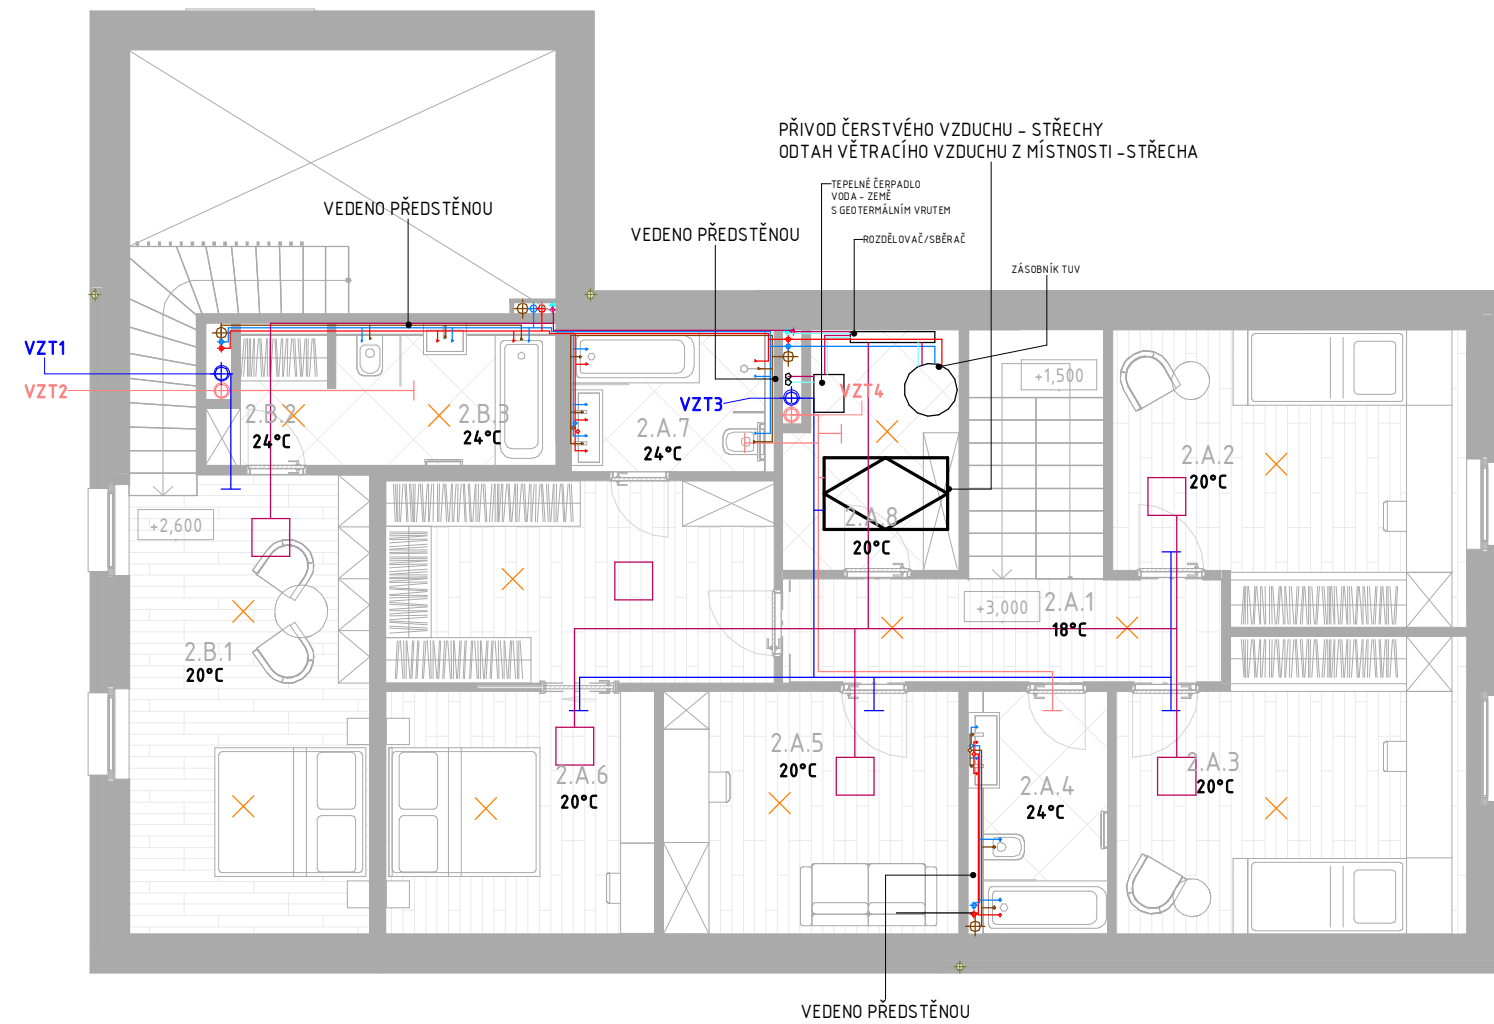 PŘIVOD ČERSTVÉHO VZDUCHU - STŘECHY
ODTAH VĚTRACÍHO VZDUCHU Z MÍSTNOSTI -STŘECHA
TEPELNÉ ČERPADLO
VODA - ZEMĚ
S GEOTERMÁLNÍM VRUTEM
VEDENO PŘEDSTĚNOU
VEDENO PŘEDSTĚNOU
ROZDĚLOVAČ/SBĚRAČ
ZÁSOBNÍK TUV
VZT1
VZT2
VZT3
VZT4
+1,500
2.B.2
24°C
2.B.3
24°C
2.A.7
24°C
2.A.2
20°C
+2,600
2.A.8
20°C
+3,000
2.A.1
18°C
2.B.1
20°C
2.A.6
20°C
2.A.5
20°C
2.A.4
24°C
2.A.3
20°C
VEDENO PŘEDSTĚNOU